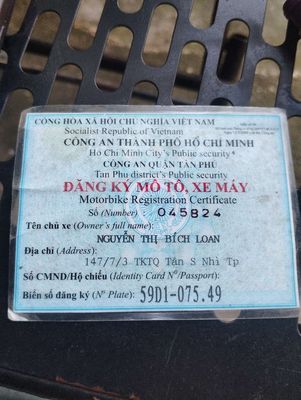 CỘNG HÒA XÃ HỘI CHỦ NGHĨA VIỆT NAM
Socialist Republic of Vietnam
CÔNG AN THÀNH PHỐ HỒ CHÍ MINH
Ho Chi Minh City's Public security
CÔNG AN QUẬN TÂN PHÚ
Tan Phu district's Public security
ĐĂNG KÝ MÔ TÔ, XE MÁY
Motorbike Registration Certificate
Số (Number) 045824
Tên chủ xe (Owner's full name):
NGUYỄN THỊ BÍCH LOAN
Địa chỉ (Address):
147/7/3 TKTQ Tân S Nhì Tp
Số CMND/Hộ chiếu (Identity Card Nº/Passport):
Biển số đăng ký (Nº Plate): 59D1-075.49